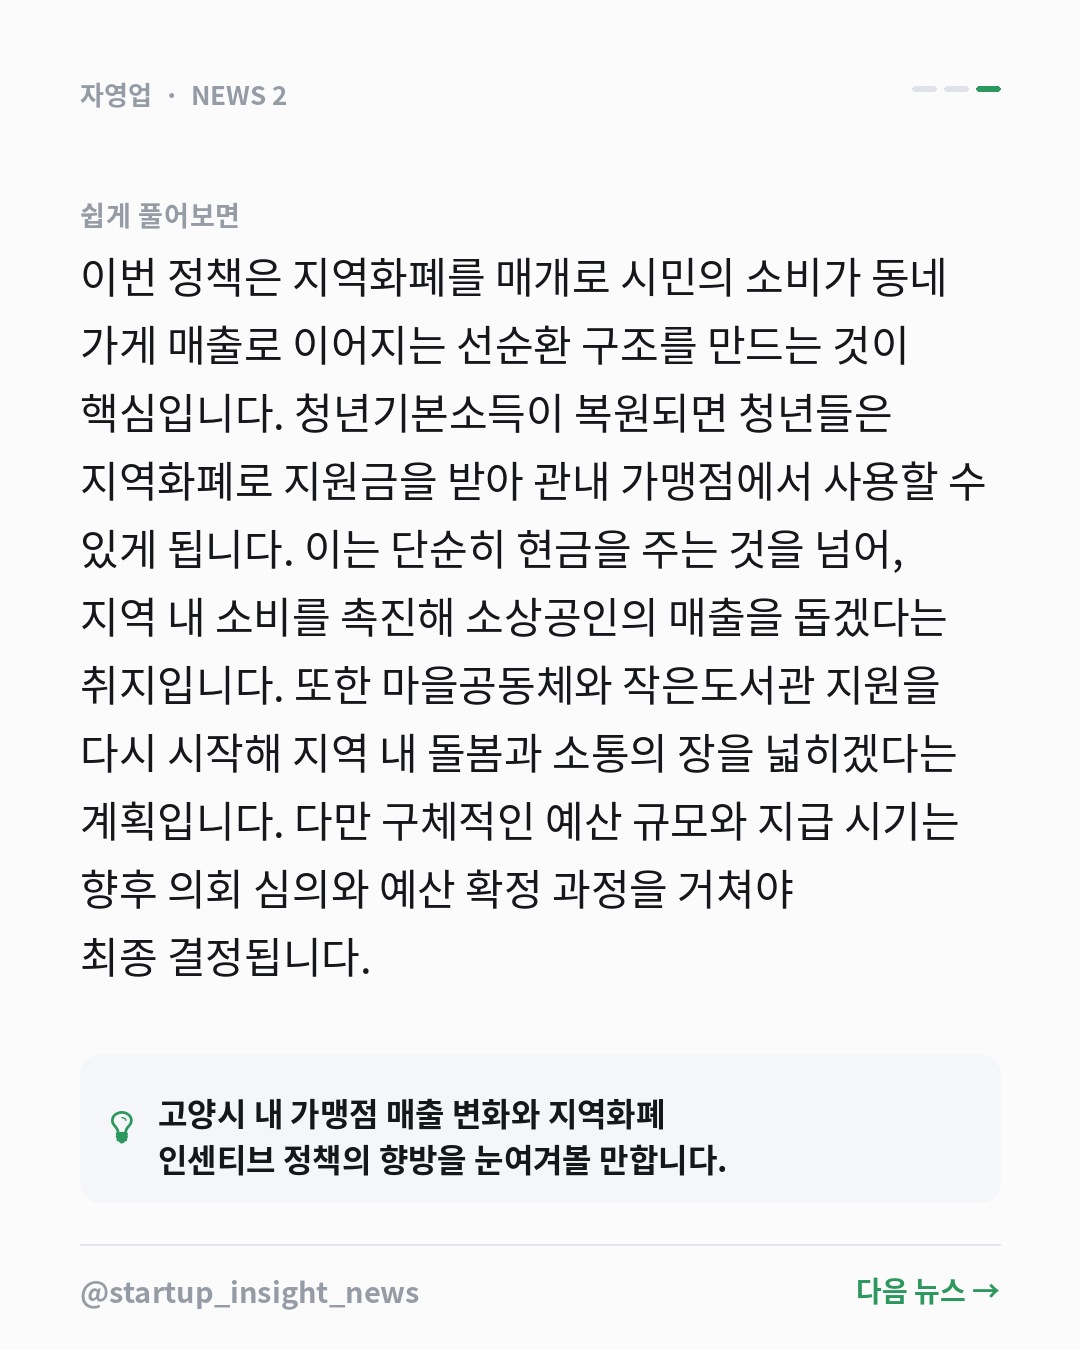 자영업 · NEWS 2
쉽게 풀어보면
이번 정책은 지역화폐를 매개로 시민의 소비가 동네
가게 매출로 이어지는 선순환 구조를 만드는 것이
핵심입니다. 청년기본소득이 복원되면 청년들은
지역화폐로 지원금을 받아 관내 가맹점에서 사용할 수
있게 됩니다. 이는 단순히 현금을 주는 것을 넘어,
지역 내 소비를 촉진해 소상공인의 매출을 돕겠다는
취지입니다. 또한 마을공동체와 작은도서관 지원을
다시 시작해 지역 내 돌봄과 소통의 장을 넓히겠다는
계획입니다. 다만 구체적인 예산 규모와 지급 시기는
향후 의회 심의와 예산 확정 과정을 거쳐야
최종 결정됩니다.
고양시 내 가맹점 매출 변화와 지역화폐
인센티브 정책의 향방을 눈여겨볼 만합니다.
@startup_insight_news
다음 뉴스 →